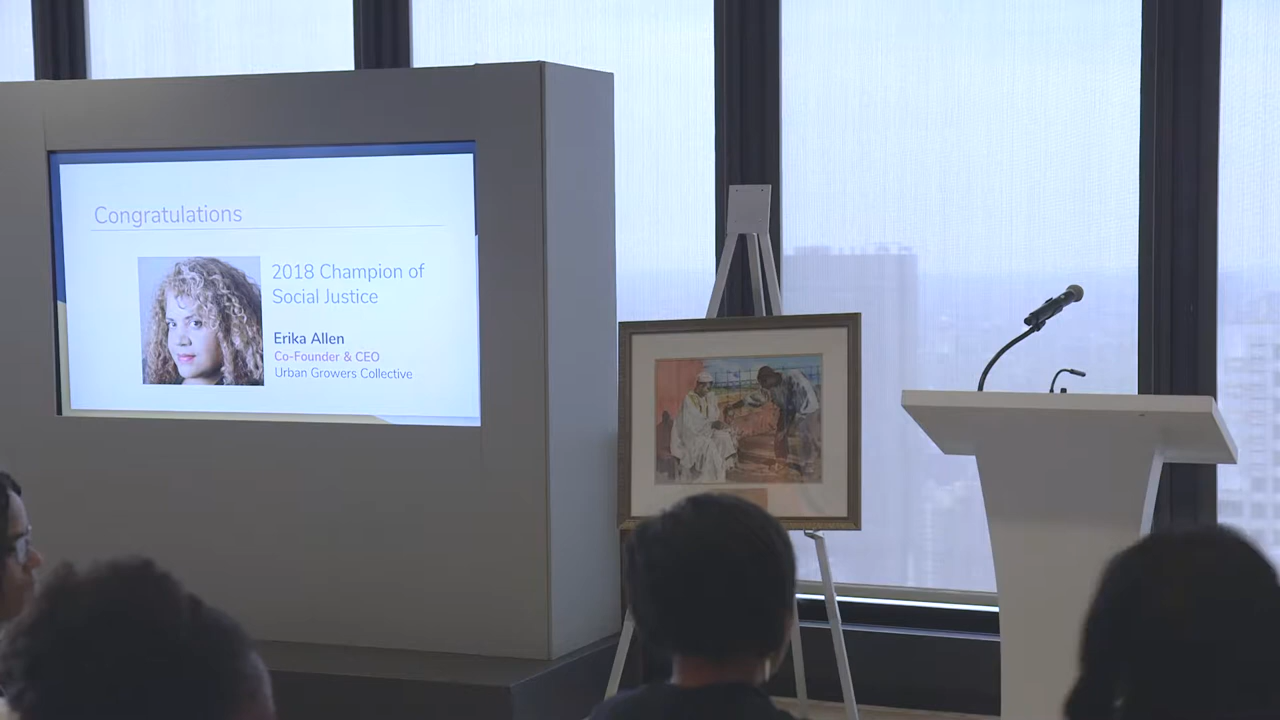 Congratulations
2018 Champion of
Social Justice
Erika Allen
Co-Founder & CEO
Urban Growers Collective